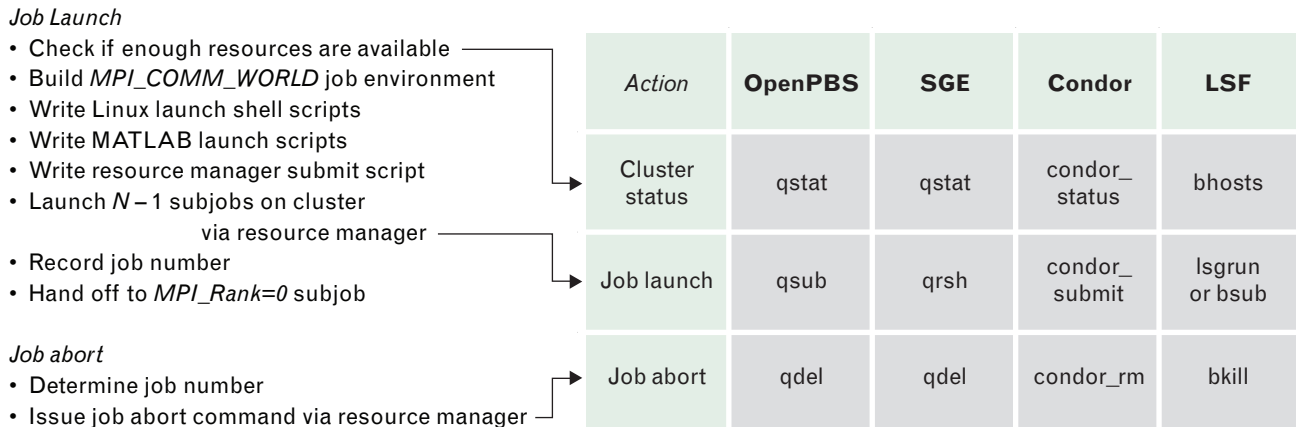 Job Launch
• Check if enough resources are available
• Build MPI_COMM_WORLD job environment
• Write Linux launch shell scripts
• Write MATLAB launch scripts
• Write resource manager submit script
• Launch N – 1 subjobs on cluster
via resource manager
• Record job number
• Hand off to MPI_Rank=0 subjob
Job abort
• Determine job number
• Issue job abort command via resource manager
Action OpenPBS SGE Condor LSF
Cluster
status
qstat
qstat
condor_
status
bhosts
Job launch
qsub
qrsh
condor_
submit
lsgrun
or bsub
Job abort qdel qdel condor_rm bkill